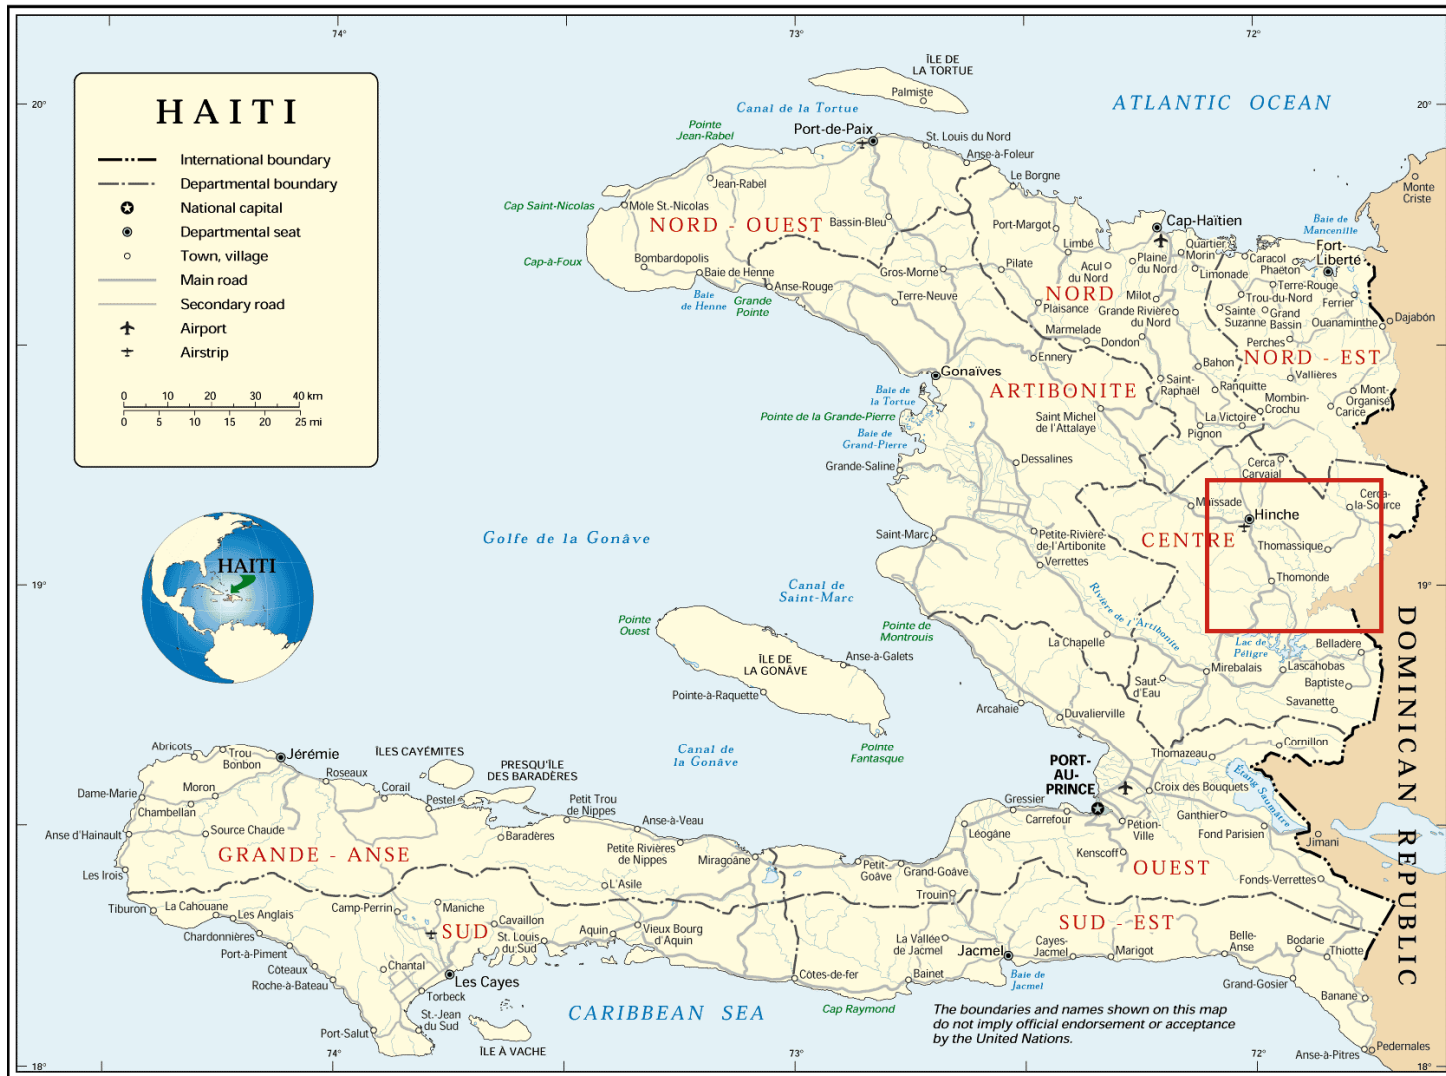 74°
73°
72°
HAITI
International boundary
Departmental boundary
National capital
Departmental seat
Town, village
Main road
Secondary road
Airport
Airstrip
0 10 20 30 40 km
0 5 10 15 20 25 mi
HAITI
20°
20°
19°
19°
18°
18°
ÎLE DE
LA TORTUE
Palmiste
Canal de la Tortue
ATLANTIC OCEAN
Pointe
Jean-Rabel
Port-de-Paix
St. Louis du Nord
Anse-à-Foleur
Le Borgne
Monte
Criste
Jean-Rabel
Cap Saint-Nicolas
Mole St.-Nicolas
NORD - OUEST
Bassin-Bleu
Port-Margot
Cap-Haïtien
Baie de
Mancenille
Fort-
Liberté
Limbé
Quartier
Morin
Caracol
Phaëton
Cap-à-Foux
Bombardopolis
Baie de Henne
Gros-Morne
Pilate
Acul
du Nord
Plaine
du Nord
Limonade
Terre-Rouge
Anse-Rouge
Baie
de Henne
Grande
Pointe
Terre-Neuve
NORD
Plaisance
Milot
Grande Rivière
du Nord
Trou-du-Nord
Ferrier
Sainte
Suzanne
Grand
Bassin
Ouanaminthe
Dajabón
Marmelade
Dondon
Perches
Ennery
NORD - EST
Bahon
Vallières
Gonaïves
ARTIBONITE
Saint-
Raphaël
Ranquitte
Mont-
Organisé
Baie de
la Tortue
Pointe de la Grande-Pierre
Saint Michel
de l'Attalaye
La Victoire
Mombin-
Crochu
Carice
Baie de
Grand-Pierre
Pignon
Grande-Saline
Dessalines
Cerca
Carvajal
Maïssade
Cerca-
la-Source
Hinche
Golfe de la Gonâve
Saint-Marc
Petite-Rivière-
de-l'Artibonite
CENTRE
Thomassique
Verrettes
Thomonde
Canal de
Saint-Marc
Rivière de l'Artibonite
Pointe
Ouest
Pointe de
Montrouis
La Chapelle
Lac de
Péligre
Belladère
ÎLE DE
LA GONÂVE
Anse-à-Galets
Mirebalais
Lascahobas
Saut-
d'Eau
Baptiste
Pointe-à-Raquette
Savanette
Arcahaie
Duvalierville
DOMINICAN REPUBLIC
Canal de
la Gonâve
Pointe
Fantasque
Cornillon
Thomazeau
Abricots
Trou
Bonbon
Jérémie
ÎLES CAYÉMITES
PRESQU'ÎLE
DES BARADÈRES
PORT-
AU-
PRINCE
Étang Saumâtre
Roseaux
Moron
Corail
Dame-Marie
Chambellan
Pestel
Petit Trou
de Nippes
Gressier
Carrefour
Croix des Bouquets
Ganthier
Anse d'Hainault
Source Chaude
Baradères
Anse-à-Veau
Léogâne
Pétion-
Ville
Fond Parisien
Jimani
GRANDE - ANSE
Petite Rivières
de Nippes
Miragoâne
Kenscoff
Les Irois
Petit-
Goâve
Grand-Goâve
OUEST
L'Asile
Trouin
Fonds-Verrettes
Tiburon
La Cahouane
Les Anglais
Camp-Perrin
Maniche
Cavaillon
SUD - EST
Chardonnières
SUD
St. Louis
du Sud
Aquin
Vieux Bourg
d'Aquin
La Vallée
de Jacmel
Jacmel
Cayes-
Jacmel
Marigot
Belle-
Anse
Bodarie
Thiotte
Port-à-Piment
Côteaux
Chantal
Les Cayes
Roche-à-Bateau
Torbeck
Côtes-de-fer
Bainet
Baie de
Jacmel
Grand-Gosier
Banane
Port-Salut
St.-Jean
du Sud
CARIBBEAN SEA
Cap Raymond
ÎLE À VACHE
The boundaries and names shown on this map
do not imply official endorsement or acceptance
by the United Nations.
Anse-à-Pitres
Pedernales
74°
73°
72°